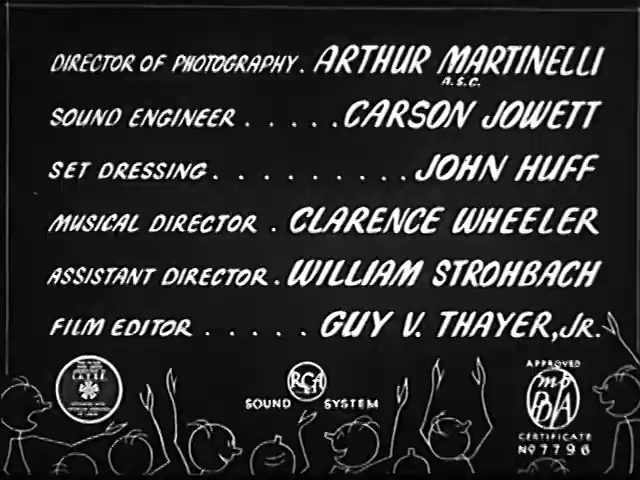 DIRECTOR OF PHOTOGRAPHY. ARTHUR MARTINELLI
A.S.C.
SOUND ENGINEER . . . . . CARSON JOWETT
SET DRESSING. . . . . . . . . JOHN HUFF
MUSICAL DIRECTOR . CLARENCE WHEELER
ASSISTANT DIRECTOR. WILLIAM STROHBACH
FILM EDITOR . . . . . GUY V. THAYER, JR.
I.A.T.S.E.
RCA
SOUND SYSTEM
APPROVED
MPPDA
CERTIFICATE
No 7796